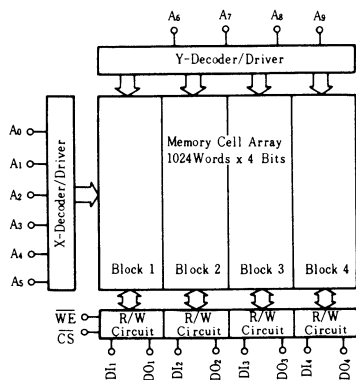 A6 A7 A8 A9
Y-Decoder/Driver
A0
A1
A2
A3
A4
A5
X-Decoder/Driver
Memory Cell Array
1024Words x 4 Bits
Block 1 Block 2 Block 3 Block 4
WE
CS
R/W R/W R/W R/W
Circuit Circuit Circuit Circuit
DI1 DO1 DI2 DO2 DI3 DO3 DI4 DO4